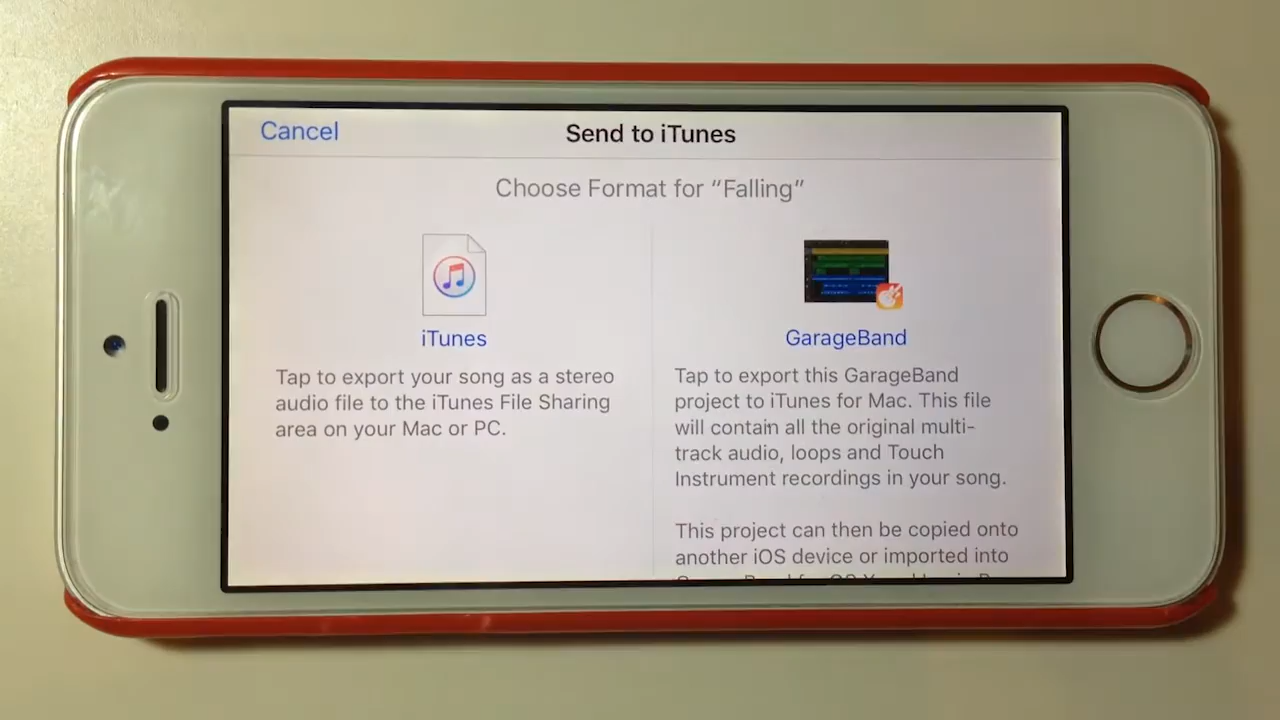 Cancel
Send to iTunes
Choose Format for “Falling”
iTunes
Tap to export your song as a stereo
audio file to the iTunes File Sharing
area on your Mac or PC.
GarageBand
Tap to export this GarageBand
project to iTunes for Mac. This file
will contain all the original multi-
track audio, loops and Touch
Instrument recordings in your song.
This project can then be copied onto
another iOS device or imported into